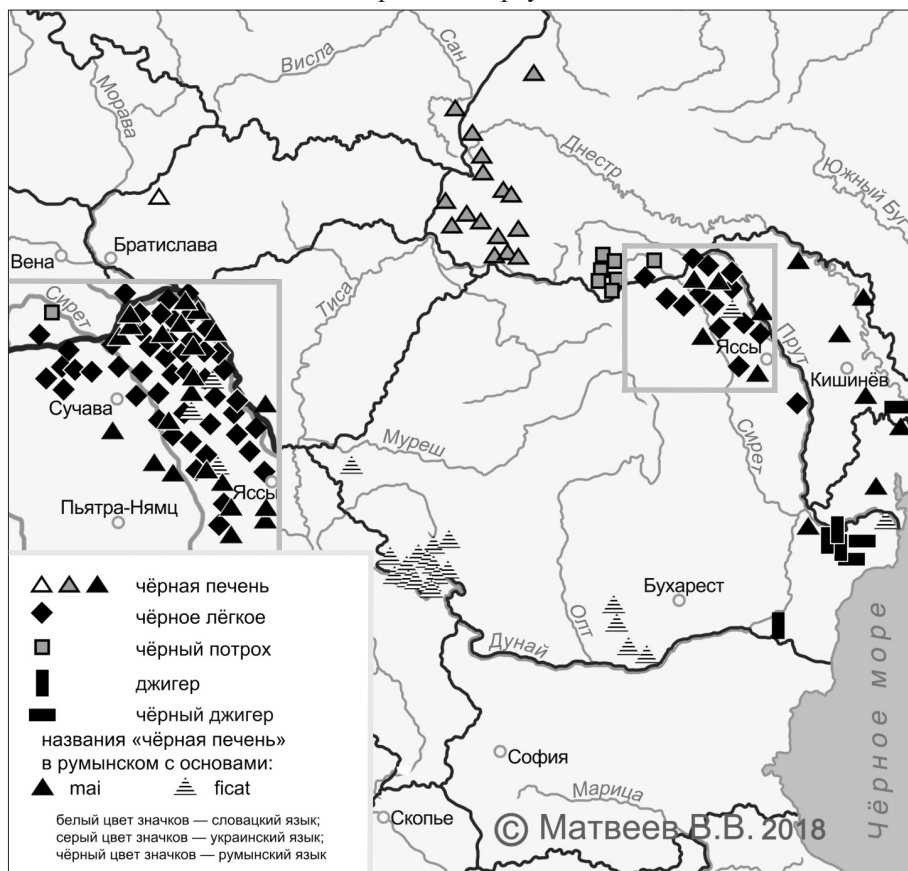 Висла
Сан
Морава
Днестр
Южный Буг
Вена
Братислава
Тиса
Сирет
Прут
Яссы
Кишинёв
Сучава
Муреш
Сирет
Яссы
Пьятра-Нямц
Бухарест
Олт
Дунай
чёрная печень
чёрное лёгкое
чёрный потрох
джигер
чёрный джигер
названия «чёрная печень»
в румынском с основами:
mai ficat
белый цвет значков — словацкий язык;
серый цвет значков — украинский язык;
чёрный цвет значков — румынский язык
София
Марица
Скопье
Чёрное море
© Матвеев В.В. 2018